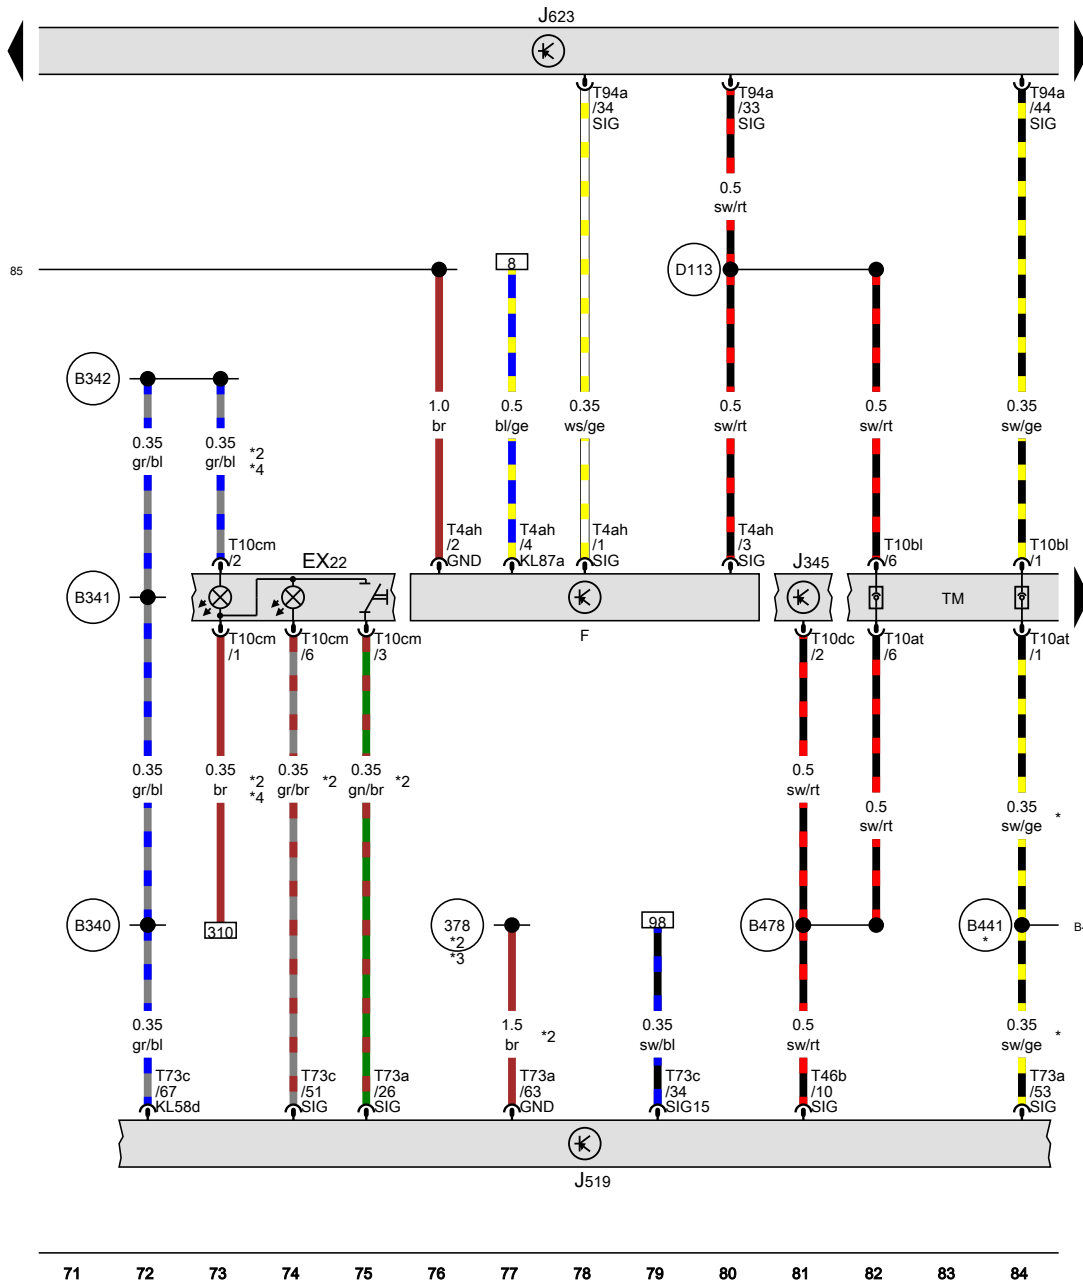 J623
T94a
/34
SIG
T94a
/33
SIG
T94a
/44
SIG
0.5
sw/rt
85
8
D113
B342
0.35
gr/bl
0.35
gr/bl
*2
*4
1.0
br
0.5
bl/ge
0.35
ws/ge
0.5
sw/rt
0.5
sw/rt
0.35
sw/ge
T10cm
/2
EX22
T4ah
/2
GND
T4ah
/4
KL87a
T4ah
/1
SIG
T4ah
/3
SIG
J345
T10bl
/6
T10bl
/1
B341
TM
F
T10cm
/1
T10cm
/6
T10cm
/3
T10dc
/2
T10at
/6
T10at
/1
0.35
gr/bl
0.35
br
*2
*4
0.35
gr/br
*2
0.35
gn/br
*2
0.5
sw/rt
0.5
sw/rt
0.35
sw/ge
*
B340
310
378
*2
*3
98
B478
B441
*
0.35
gr/bl
1.5
br
*2
0.35
sw/bl
0.5
sw/rt
0.35
sw/ge
*
T73c
/67
KL58d
T73c
/51
SIG
T73a
/26
SIG
T73a
/63
GND
T73c
/34
SIG15
T46b
/10
SIG
T73a
/53
SIG
J519
71 72 73 74 75 76 77 78 79 80 81 82 83 84